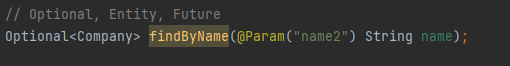 // Optional, Entity, Future
Optional<Company> findByName(@Param("name2") String name);